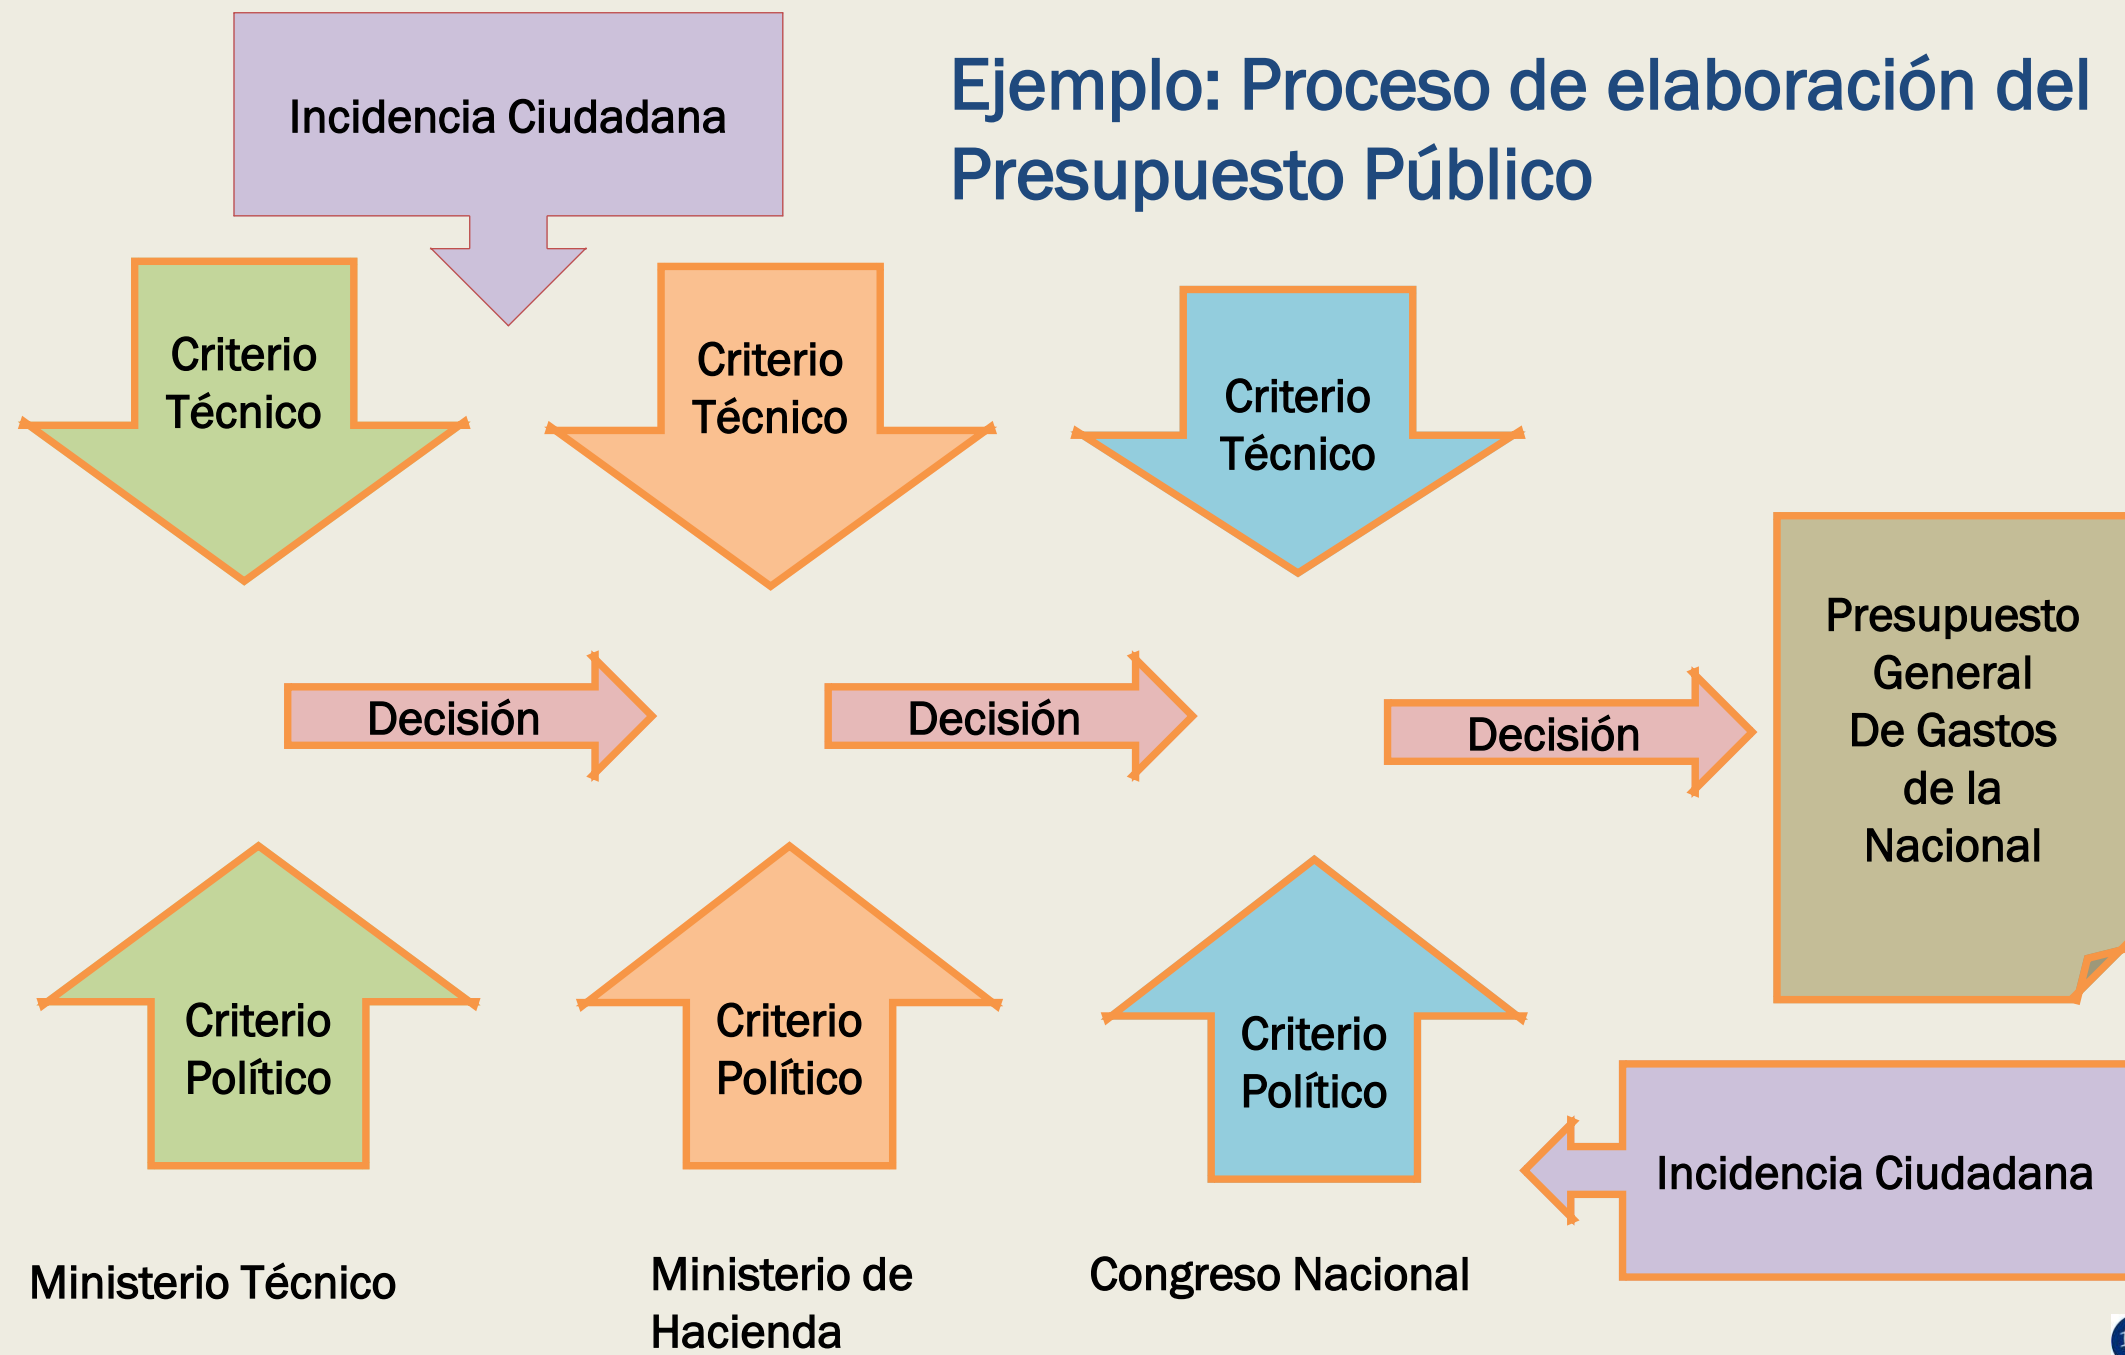 Incidencia Ciudadana
Ejemplo: Proceso de elaboración del
Presupuesto Público
Criterio
Técnico
Criterio
Técnico
Criterio
Técnico
Decisión
Decisión
Decisión
Presupuesto
General
De Gastos
de la
Nacional
Criterio
Político
Criterio
Político
Criterio
Político
Incidencia Ciudadana
Ministerio Técnico
Ministerio de
Hacienda
Congreso Nacional